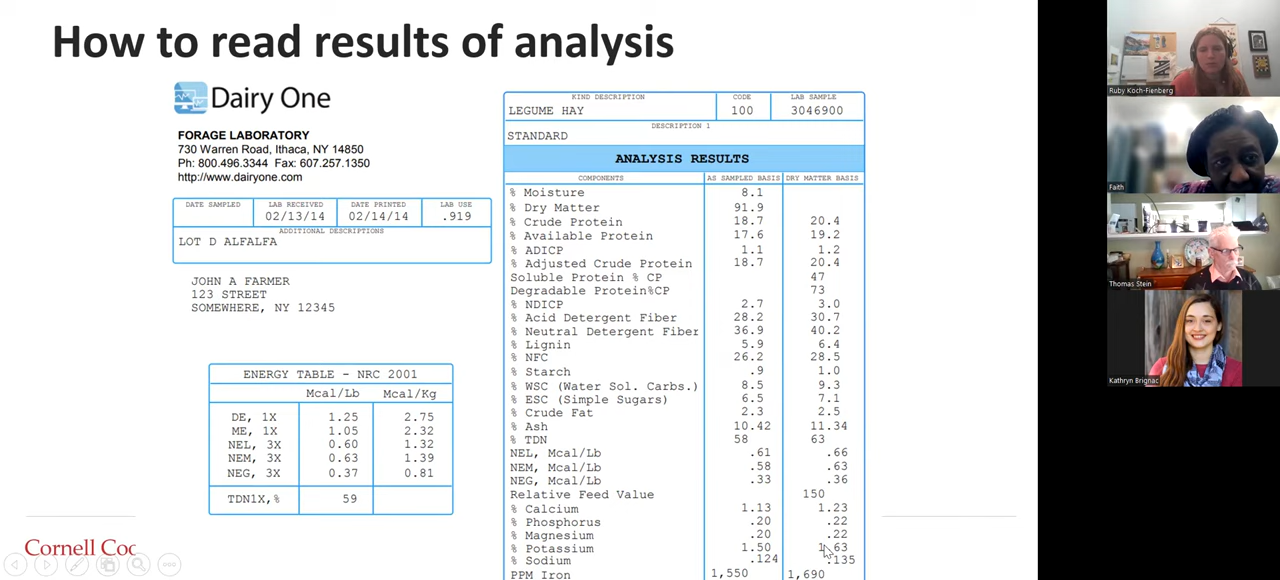 How to read results of analysis
Dairy One
FORAGE LABORATORY
730 Warren Road, Ithaca, NY 14850
Ph: 800.496.3344 Fax: 607.257.1350
http://www.dairyone.com
DATE SAMPLED LAB RECEIVED DATE PRINTED LAB USE
02/13/14 02/14/14 .919
ADDITIONAL DESCRIPTIONS
LOT D ALFALFA
JOHN A FARMER
123 STREET
SOMEWHERE, NY 12345
ENERGY TABLE - NRC 2001
Mcal/Lb Mcal/Kg
DE, 1X 1.25 2.75
ME, 1X 1.05 2.32
NEL, 3X 0.60 1.32
NEM, 3X 0.63 1.39
NEG, 3X 0.37 0.81
TDN1X,% 59
KIND DESCRIPTION CODE LAB SAMPLE
LEGUME HAY 100 3046900
DESCRIPTION 1
STANDARD
ANALYSIS RESULTS
COMPONENTS AS SAMPLED BASIS DRY MATTER BASIS
% Moisture 8.1
% Dry Matter 91.9
% Crude Protein 18.7 20.4
% Available Protein 17.6 19.2
% ADICP 1.1 1.2
% Adjusted Crude Protein 18.7 20.4
Soluble Protein % CP 47
Degradable Protein%CP 73
% NDICP 2.7 3.0
% Acid Detergent Fiber 28.2 30.7
% Neutral Detergent Fiber 36.9 40.2
% Lignin 5.9 6.4
% NFC 26.2 28.5
% Starch .9 1.0
% WSC (Water Sol. Carbs.) 8.5 9.3
% ESC (Simple Sugars) 6.5 7.1
% Crude Fat 2.3 2.5
% Ash 10.42 11.34
% TDN 58 63
NEL, Mcal/Lb .61 .66
NEM, Mcal/Lb .58 .63
NEG, Mcal/Lb .33 .36
Relative Feed Value 150
% Calcium 1.13 1.23
% Phosphorus .20 .22
% Magnesium .20 .22
% Potassium 1.50 1.63
% Sodium .124 .135
PPM Iron 1,550 1,690
Cornell Coo
Ruby Koch-Fienberg
Faith
Thomas Stein
Kathryn Brignac